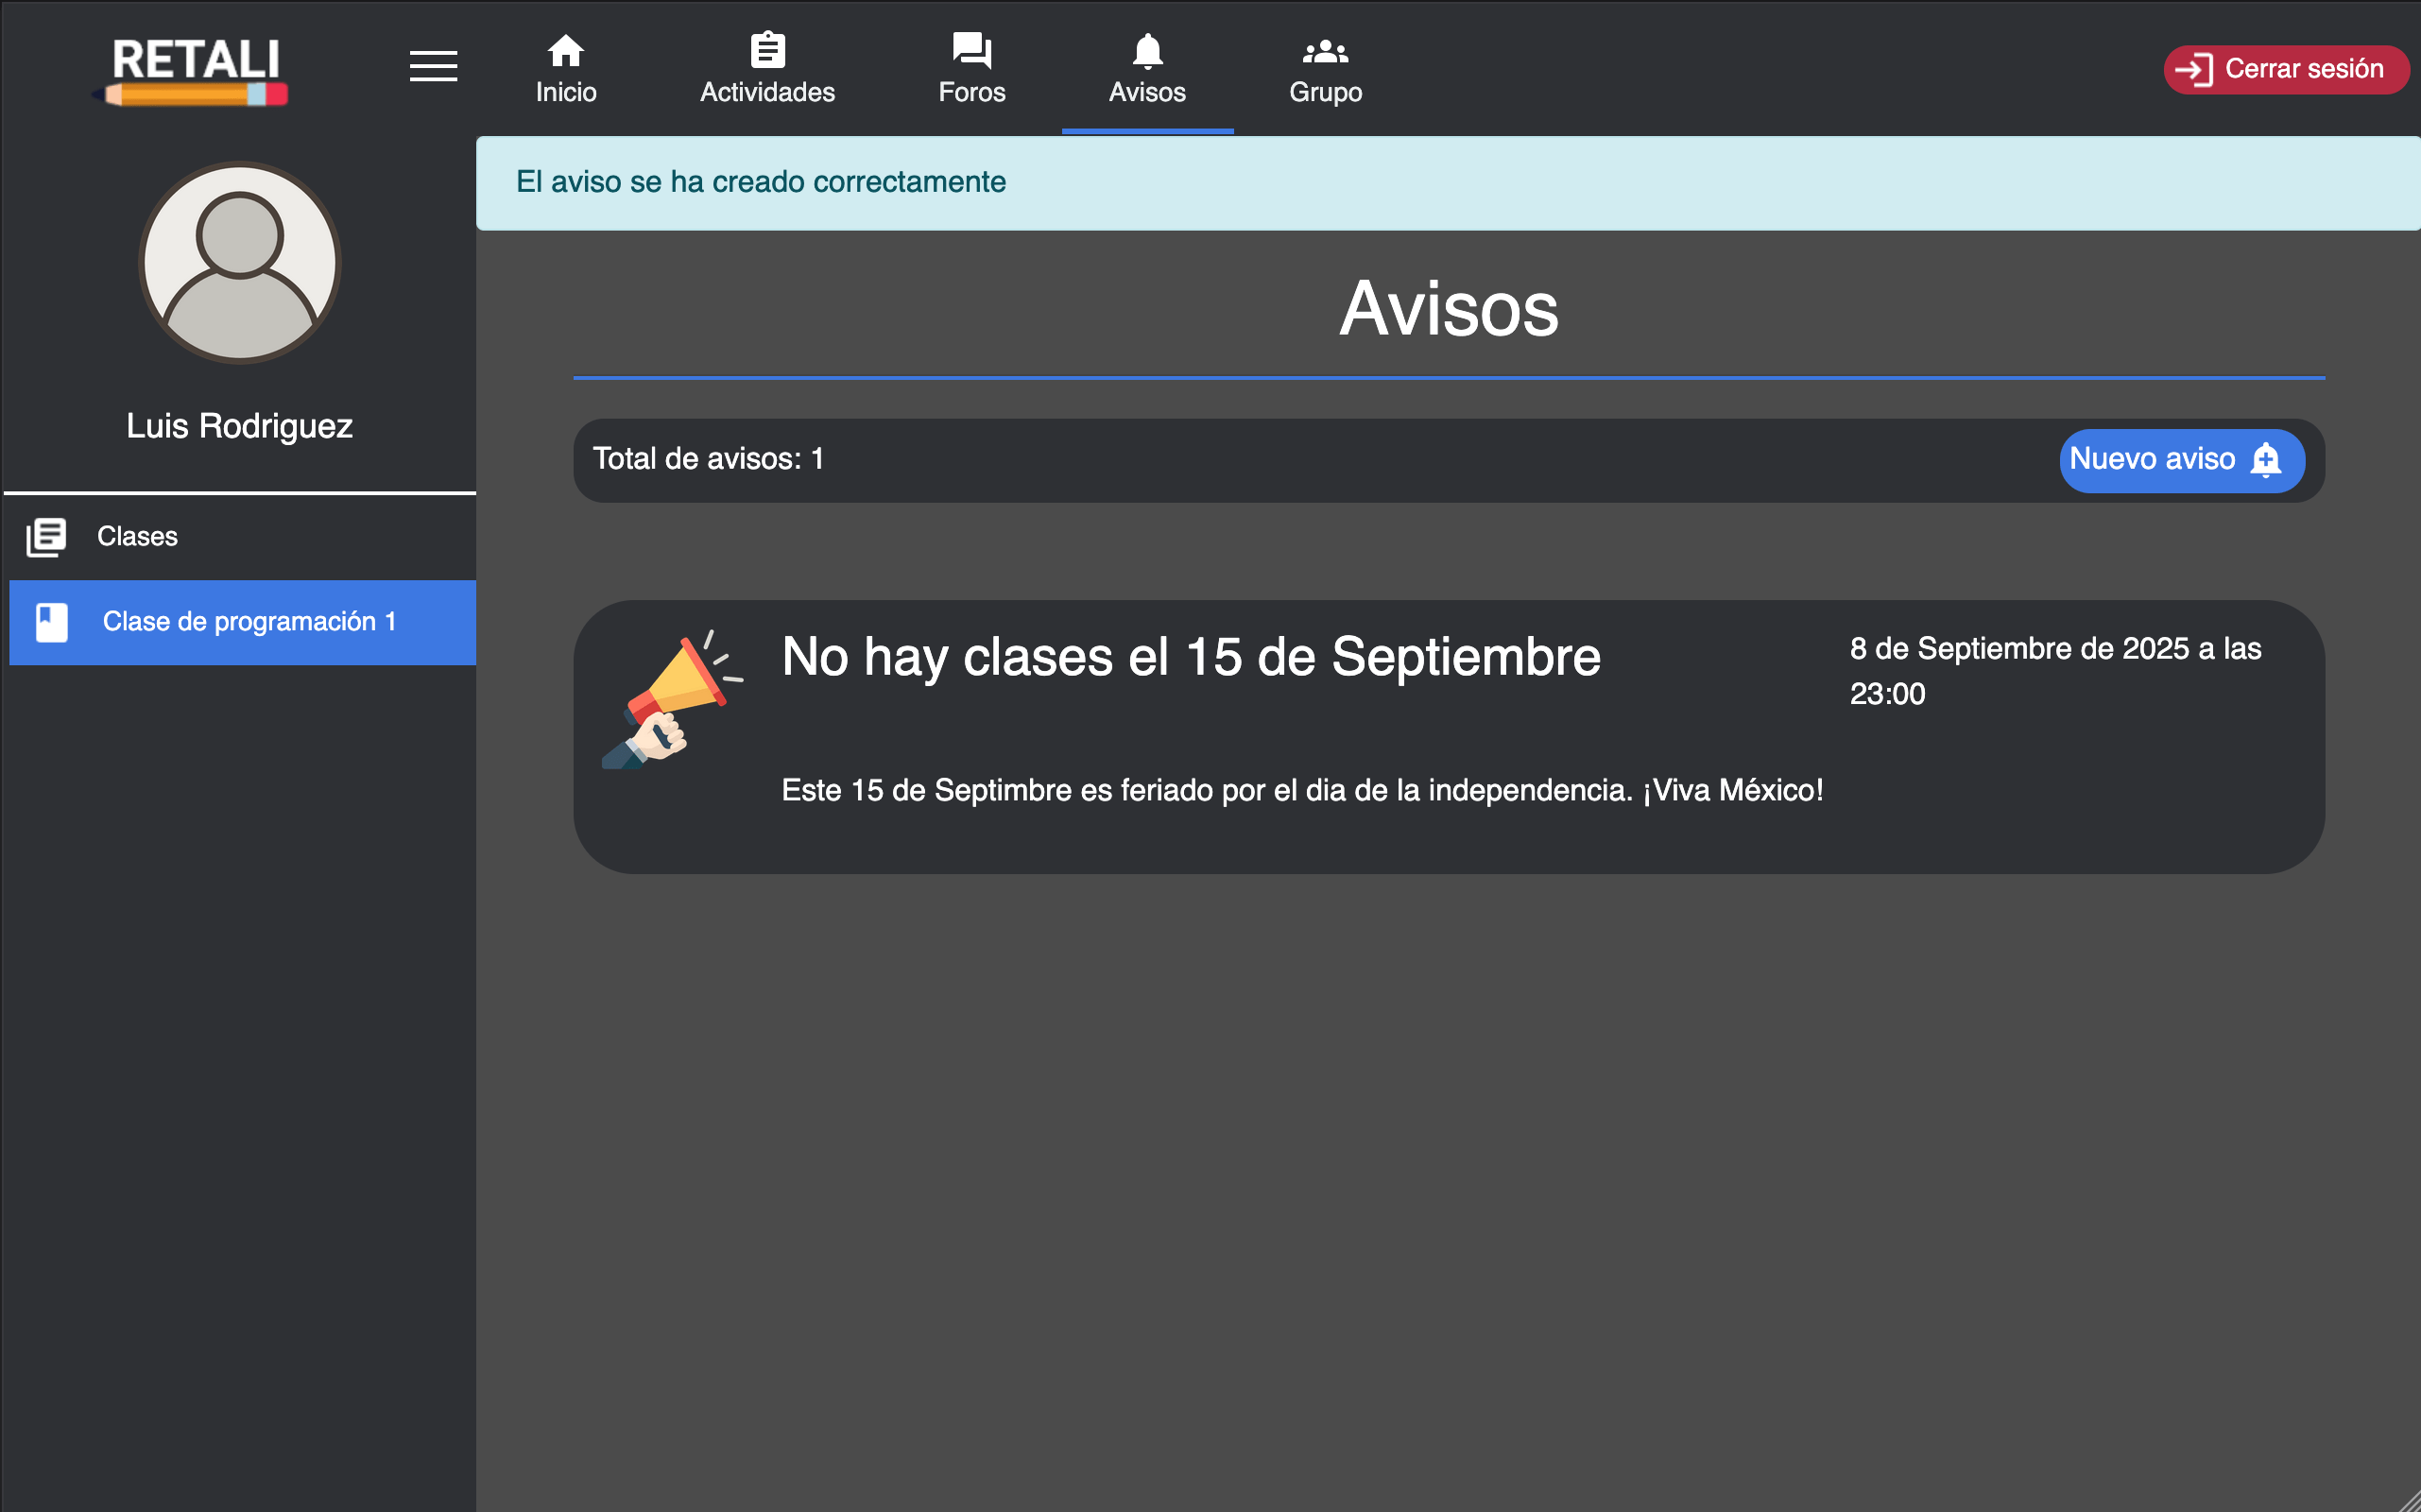 RETALI
Inicio
Actividades
Foros
Avisos
Grupo
Cerrar sesión
El aviso se ha creado correctamente
Luis Rodriguez
Clases
Clase de programación 1
Avisos
Total de avisos: 1
Nuevo aviso
No hay clases el 15 de Septiembre
8 de Septiembre de 2025 a las
23:00
Este 15 de Septimbre es feriado por el dia de la independencia. ¡Viva México!